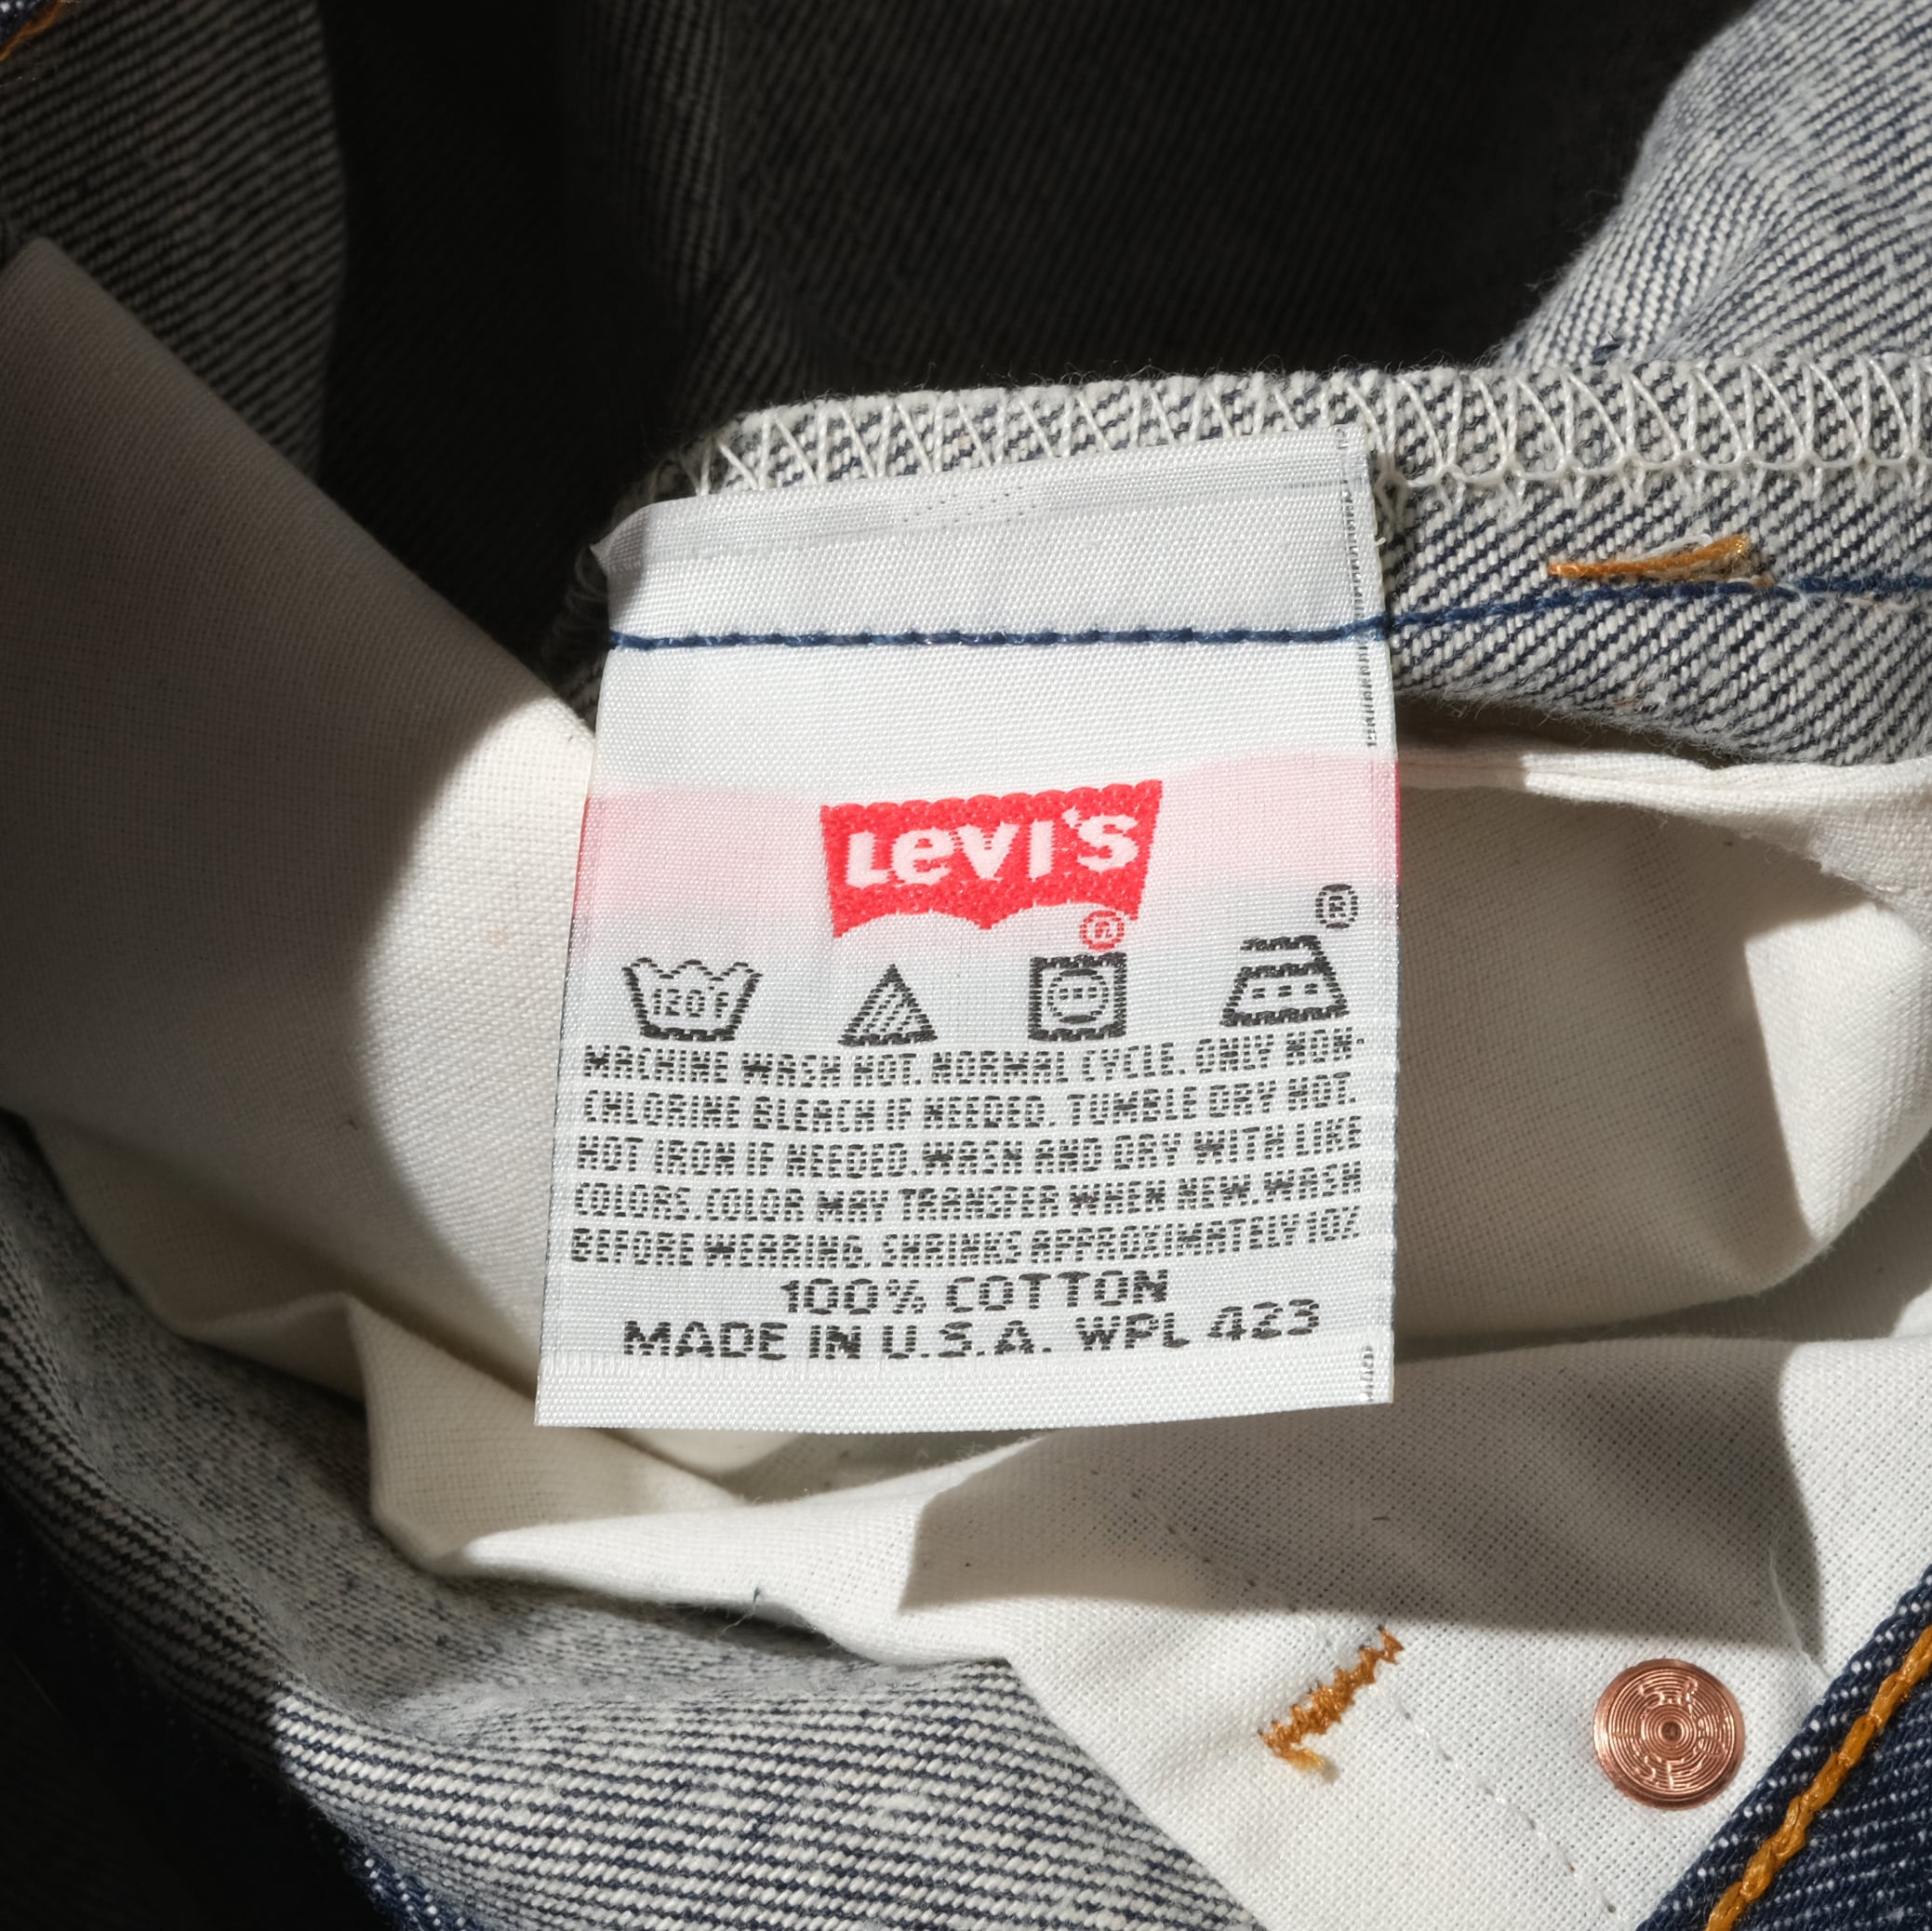 Levi's
®
®
120°F
MACHINE WASH HOT. NORMAL CYCLE. ONLY NON-
CHLORINE BLEACH IF NEEDED. TUMBLE DRY HOT.
HOT IRON IF NEEDED.WASH AND DRY WITH LIKE
COLORS.COLOR MAY TRANSFER WHEN NEW.WASH
BEFORE WEARING. SHRINKS APPROXIMATELY 10%
100% COTTON
MADE IN U.S.A. WPL 423